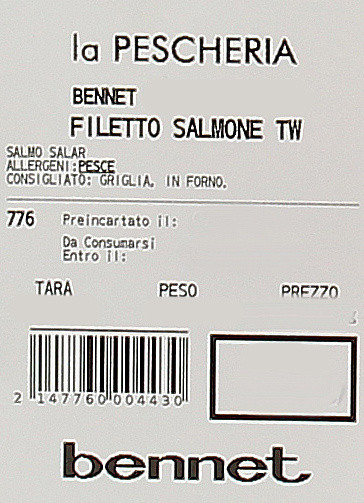 la PESCHERIA
BENNET
FILETTO SALMONE TW
SALMO SALAR
ALLERGENI:PESCE
CONSIGLIATO: GRIGLIA. IN FORNO.
776 Preincartato il:
Da Consumarsi
Entro il:
TARA PESO PREZZO
2 147760 004430
bennet